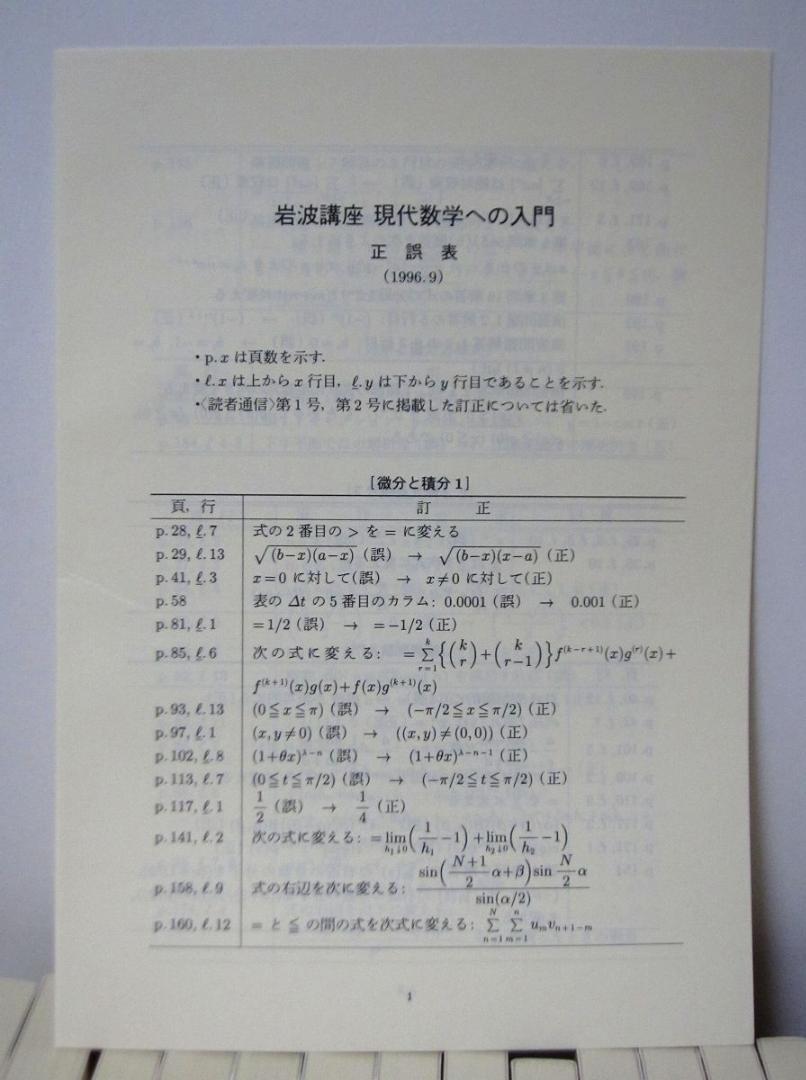 岩波講座 現代数学への入門
正 誤 表
(1996.9)
・p.x は頁数を示す.
・ℓ.x は上から x 行目, ℓ̲.y は下から y 行目であることを示す.
・〈読者通信〉第1号, 第2号に掲載した訂正については省いた.
[微分と積分1]
頁, 行 訂 正
p.28, ℓ̲.7 式の2番目の > を = に変える
p.29, ℓ.13 √(b−x)(a−x) (誤) → √(b−x)(x−a) (正)
p.41, ℓ̲.3 x=0 に対して(誤) → x≠0 に対して(正)
p.58 表の Δt の5番目のカラム: 0.0001 (誤) → 0.001 (正)
p.81, ℓ̲.1 =1/2 (誤) → =−1/2 (正)
p.85, ℓ̲.6 次の式に変える: =∑_{r=1}^{k}{(k r)+(k r−1)}f^{(k−r+1)}(x)g^{(r)}(x)+
f^{(k+1)}(x)g(x)+f(x)g^{(k+1)}(x)
p.93, ℓ.13 (0≦x≦π) (誤) → (−π/2≦x≦π/2) (正)
p.97, ℓ̲.1 (x,y≠0) (誤) → ((x,y)≠(0,0)) (正)
p.102, ℓ̲.8 (1+θx)^{λ−n} (誤) → (1+θx)^{λ−n−1} (正)
p.113, ℓ.7 (0≦t≦π/2) (誤) → (−π/2≦t≦π/2) (正)
p.117, ℓ̲.1 1/2 (誤) → 1/4 (正)
p.141, ℓ.2 次の式に変える: =lim_{h₁↓0}(1/h₁−1)+lim_{h₂↓0}(1/h₂−1)
p.158, ℓ.9 式の右辺を次に変える: sin((N+1)/2 α+β)sin N/2 α / sin(α/2)
p.160, ℓ.12 = と ≦ の間の式を次式に変える: ∑_{n=1}^{N} ∑_{m=1}^{n} u_m v_{n+1−m}
1